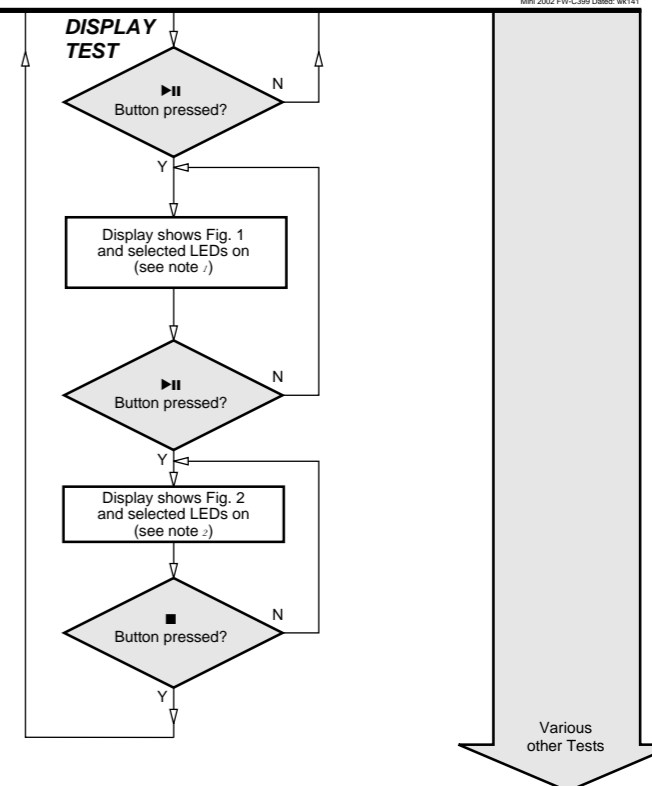 Mini 2002 FW-C399 Dated: wk141
DISPLAY
TEST
▶II
Button pressed?
N
Y
Display shows Fig. 1
and selected LEDs on
(see note 1)
▶II
Button pressed?
N
Y
Display shows Fig. 2
and selected LEDs on
(see note 2)
■
Button pressed?
N
Y
Various
other Tests